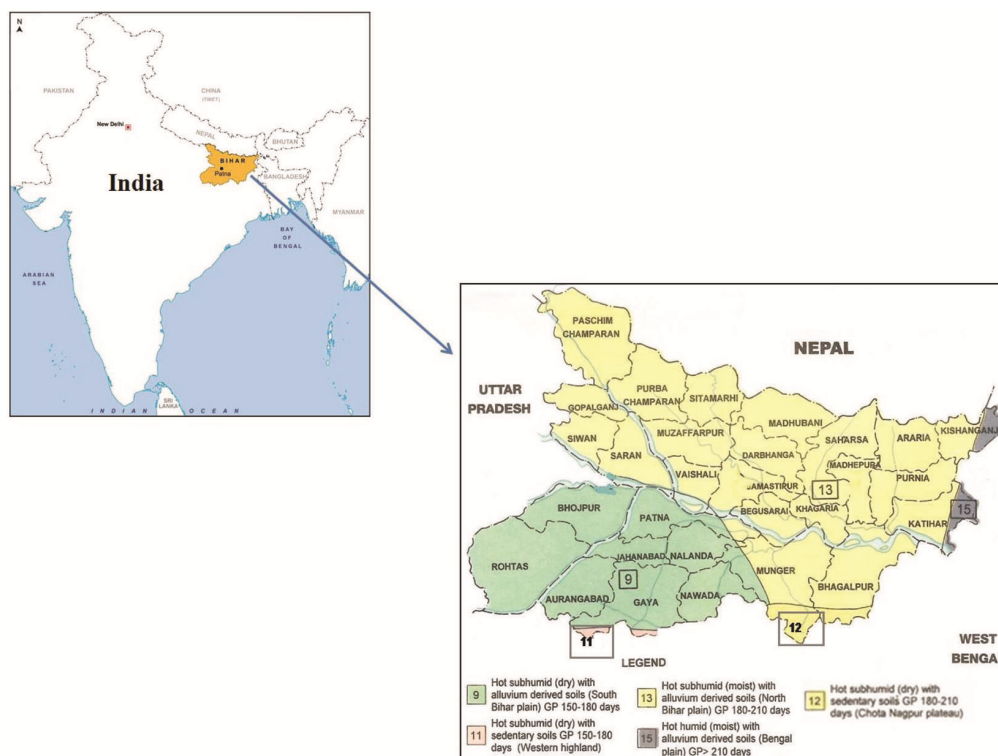 N
PAKISTAN
CHINA
(TIBET)
New Delhi
NEPAL
BHUTAN
BIHAR
Patna
India
BANGLADESH
MYANMAR
BAY
OF
BENGAL
ARABIAN
SEA
SRI
LANKA
INDIAN OCEAN
PASCHIM
CHAMPARAN
NEPAL
UTTAR
PRADESH
PURBA
CHAMPARAN
SITAMARHI
GOPALGANJ
MADHUBANI
KISHANGANJ
SIWAN
MUZAFFARPUR
SAHARSA
ARARIA
SARAN
DARBHANGA
MADHEPURA
VAISHALI
PURNIA
SAMASTIPUR
13
BEGUSARAI
KHAGARIA
15
BHOJPUR
PATNA
KATIHAR
ROHTAS
JAHANABAD
NALANDA
MUNGER
BHAGALPUR
9
AURANGABAD
GAYA
NAWADA
11
12
WEST
BENGA
LEGEND
9 Hot subhumid (dry) with
alluvium derived soils (South
Bihar plain) GP 150-180 days
11 Hot subhumid (dry) with
sedentary soils GP 150-180
days (Western highland)
13 Hot subhumid (moist) with
alluvium derived soils (North
Bihar plain) GP 180-210 days
15 Hot humid (moist) with
alluvium derived soils (Bengal
plain) GP> 210 days
12 Hot subhumid (dry) with
sedentary soils GP 180-210
days (Chota Nagpur plateau)